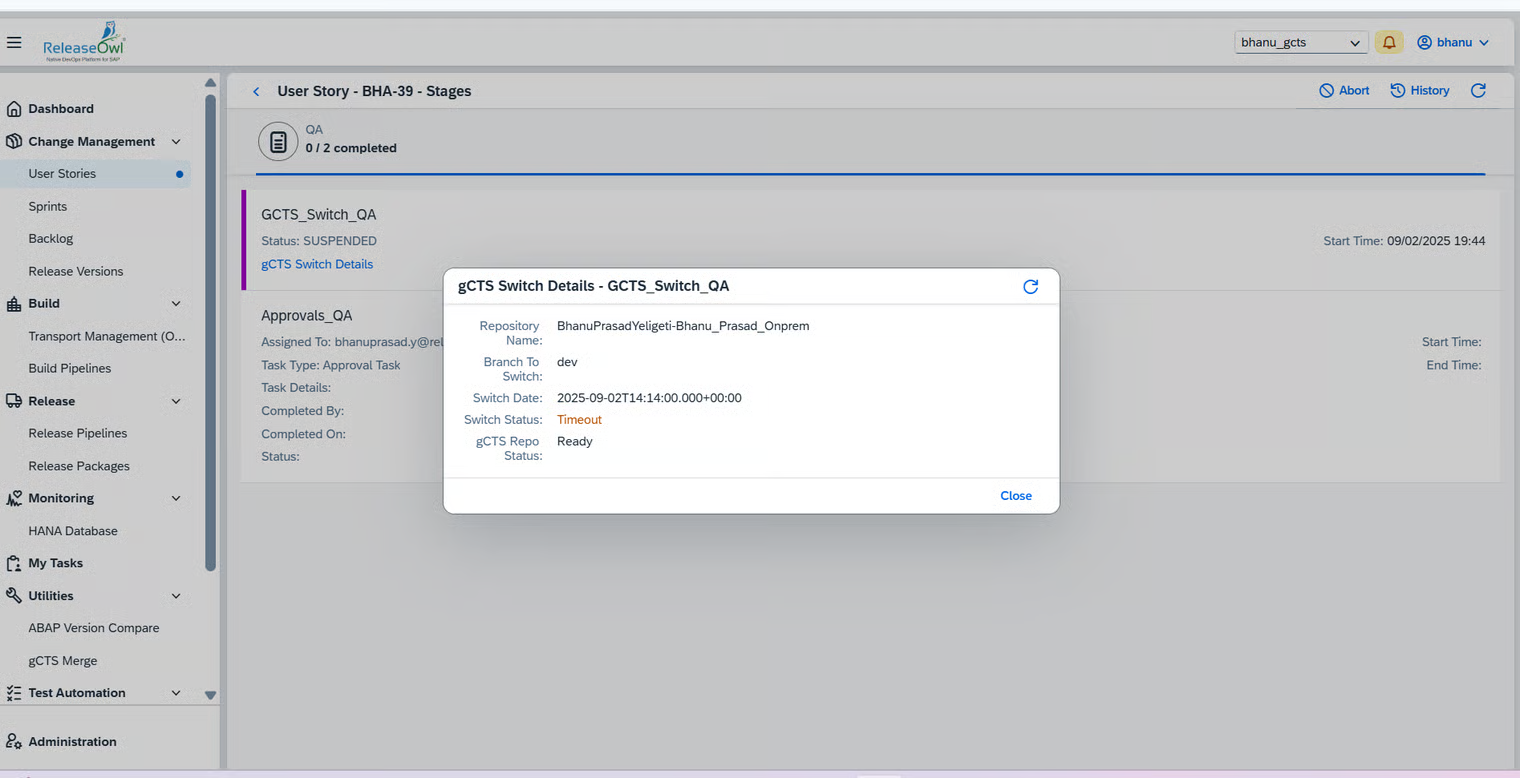 ReleaseOwl
Native DevOps Platform for SAP
bhanu_gcts
bhanu
Dashboard
Change Management
User Stories
Sprints
Backlog
Release Versions
Build
Transport Management (O...
Build Pipelines
Release
Release Pipelines
Release Packages
Monitoring
HANA Database
My Tasks
Utilities
ABAP Version Compare
gCTS Merge
Test Automation
Administration
User Story - BHA-39 - Stages
Abort
History
QA
0 / 2 completed
GCTS_Switch_QA
Status: SUSPENDED
Start Time: 09/02/2025 19:44
gCTS Switch Details
Approvals_QA
Assigned To: bhanuprasad.y@rel
Start Time:
Task Type: Approval Task
End Time:
Task Details:
Completed By:
Completed On:
Status:
gCTS Switch Details - GCTS_Switch_QA
Repository
Name:
BhanuPrasadYeligeti-Bhanu_Prasad_Onprem
Branch To
Switch:
dev
Switch Date: 2025-09-02T14:14:00.000+00:00
Switch Status: Timeout
gCTS Repo
Status:
Ready
Close